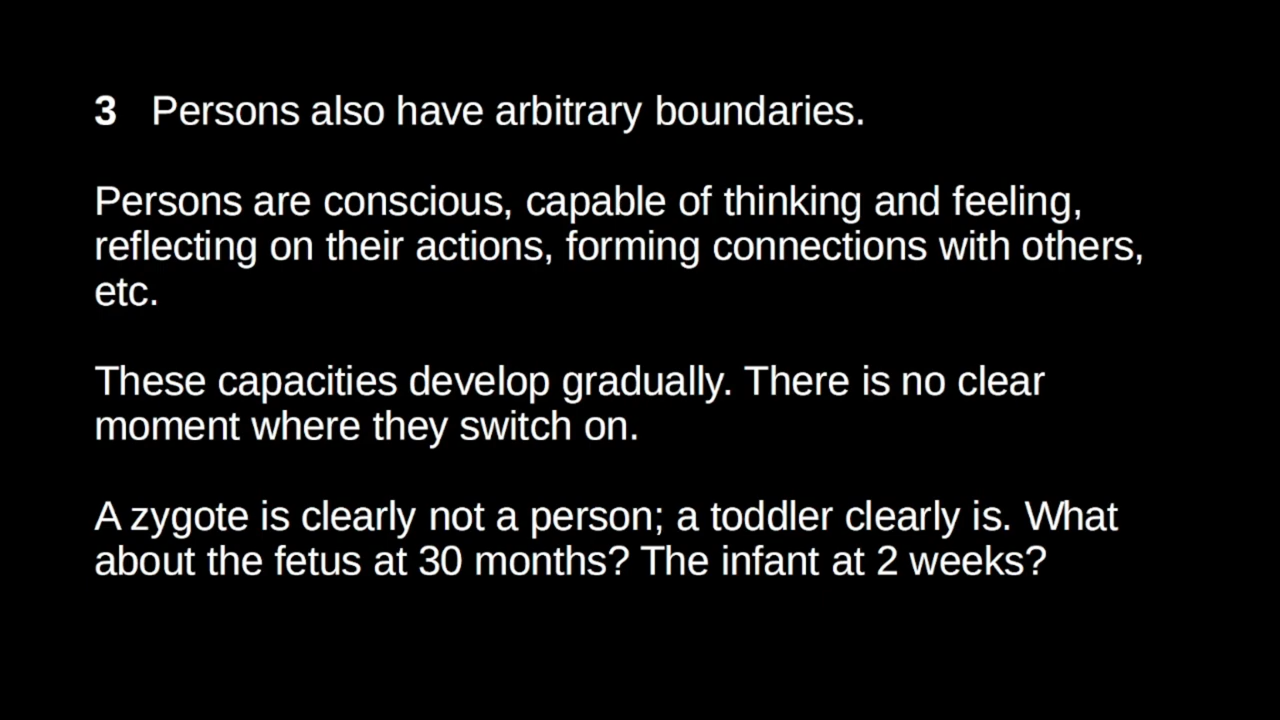 3 Persons also have arbitrary boundaries.
Persons are conscious, capable of thinking and feeling,
reflecting on their actions, forming connections with others,
etc.
These capacities develop gradually. There is no clear
moment where they switch on.
A zygote is clearly not a person; a toddler clearly is. What
about the fetus at 30 months? The infant at 2 weeks?